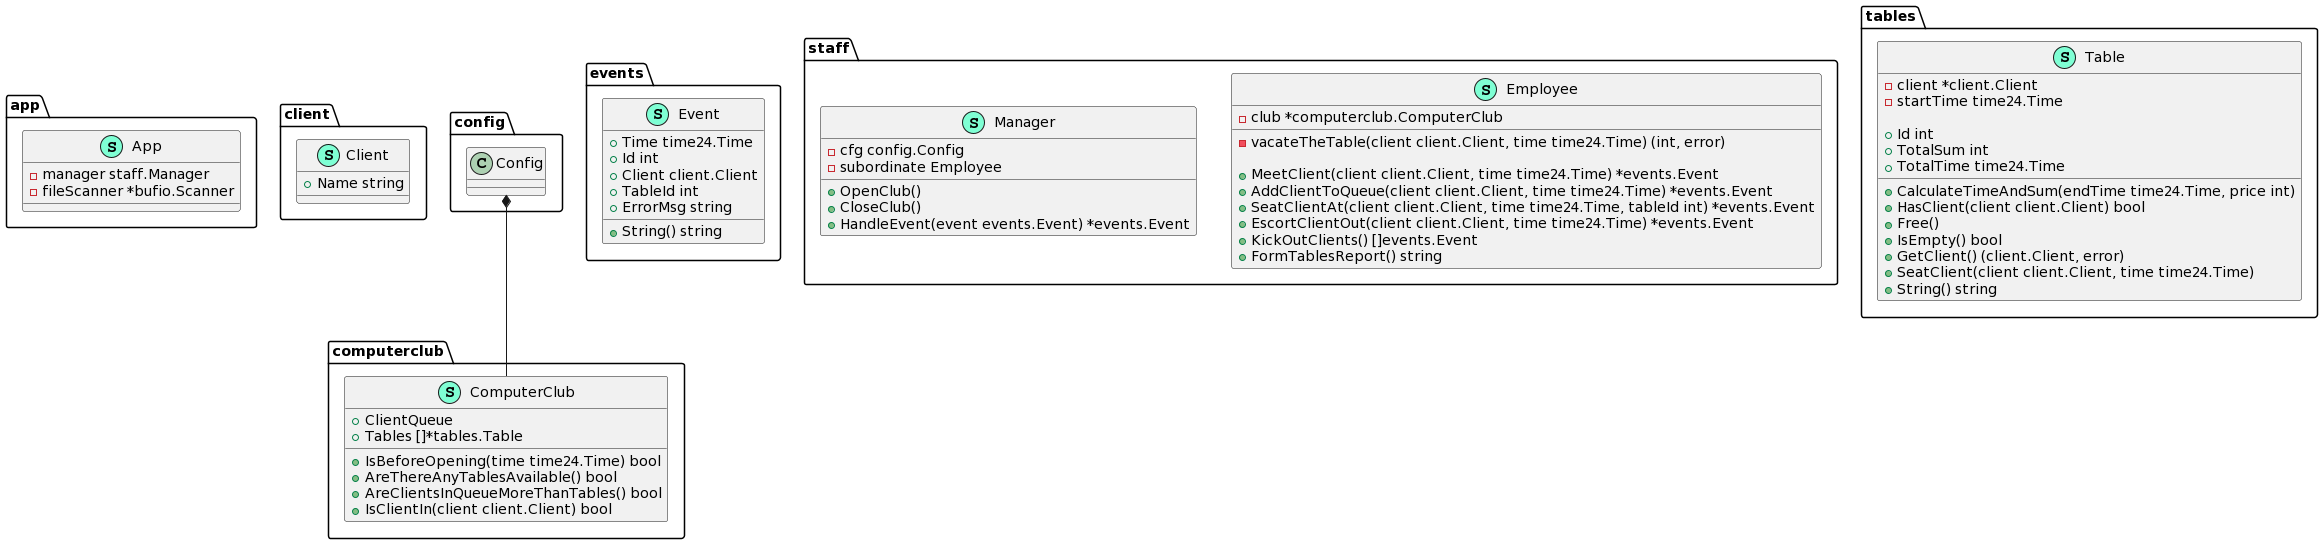 app
S App
manager staff.Manager
fileScanner *bufio.Scanner
client
S Client
Name string
config
C Config
events
S Event
Time time24.Time
Id int
Client client.Client
TableId int
ErrorMsg string
String() string
staff
S Manager
cfg config.Config
subordinate Employee
OpenClub()
CloseClub()
HandleEvent(event events.Event) *events.Event
S Employee
club *computerclub.ComputerClub
vacateTheTable(client client.Client, time time24.Time) (int, error)
MeetClient(client client.Client, time time24.Time) *events.Event
AddClientToQueue(client client.Client, time time24.Time) *events.Event
SeatClientAt(client client.Client, time time24.Time, tableId int) *events.Event
EscortClientOut(client client.Client, time time24.Time) *events.Event
KickOutClients() []events.Event
FormTablesReport() string
tables
S Table
client *client.Client
startTime time24.Time
Id int
TotalSum int
TotalTime time24.Time
CalculateTimeAndSum(endTime time24.Time, price int)
HasClient(client client.Client) bool
Free()
IsEmpty() bool
GetClient() (client.Client, error)
SeatClient(client client.Client, time time24.Time)
String() string
computerclub
S ComputerClub
ClientQueue
Tables []*tables.Table
IsBeforeOpening(time time24.Time) bool
AreThereAnyTablesAvailable() bool
AreClientsInQueueMoreThanTables() bool
IsClientIn(client client.Client) bool